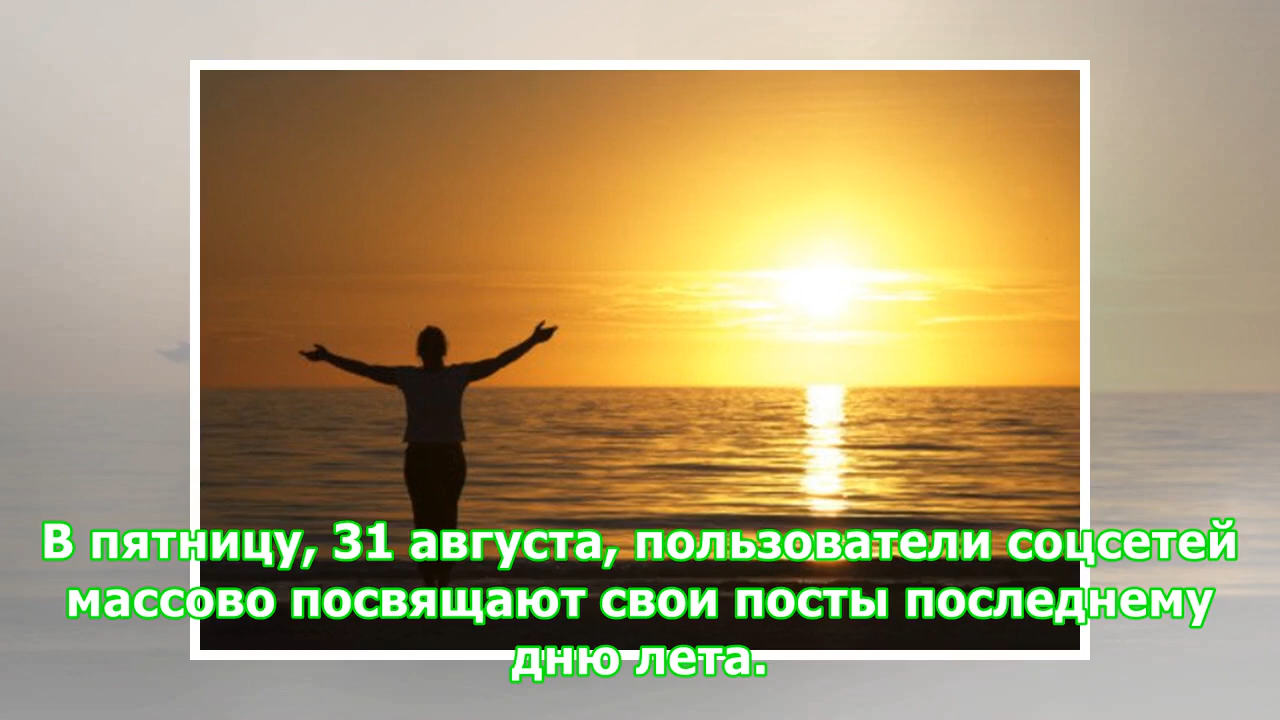 В пятницу, 31 августа, пользователи соцсетей
массово посвящают свои посты последнему
дню лета.